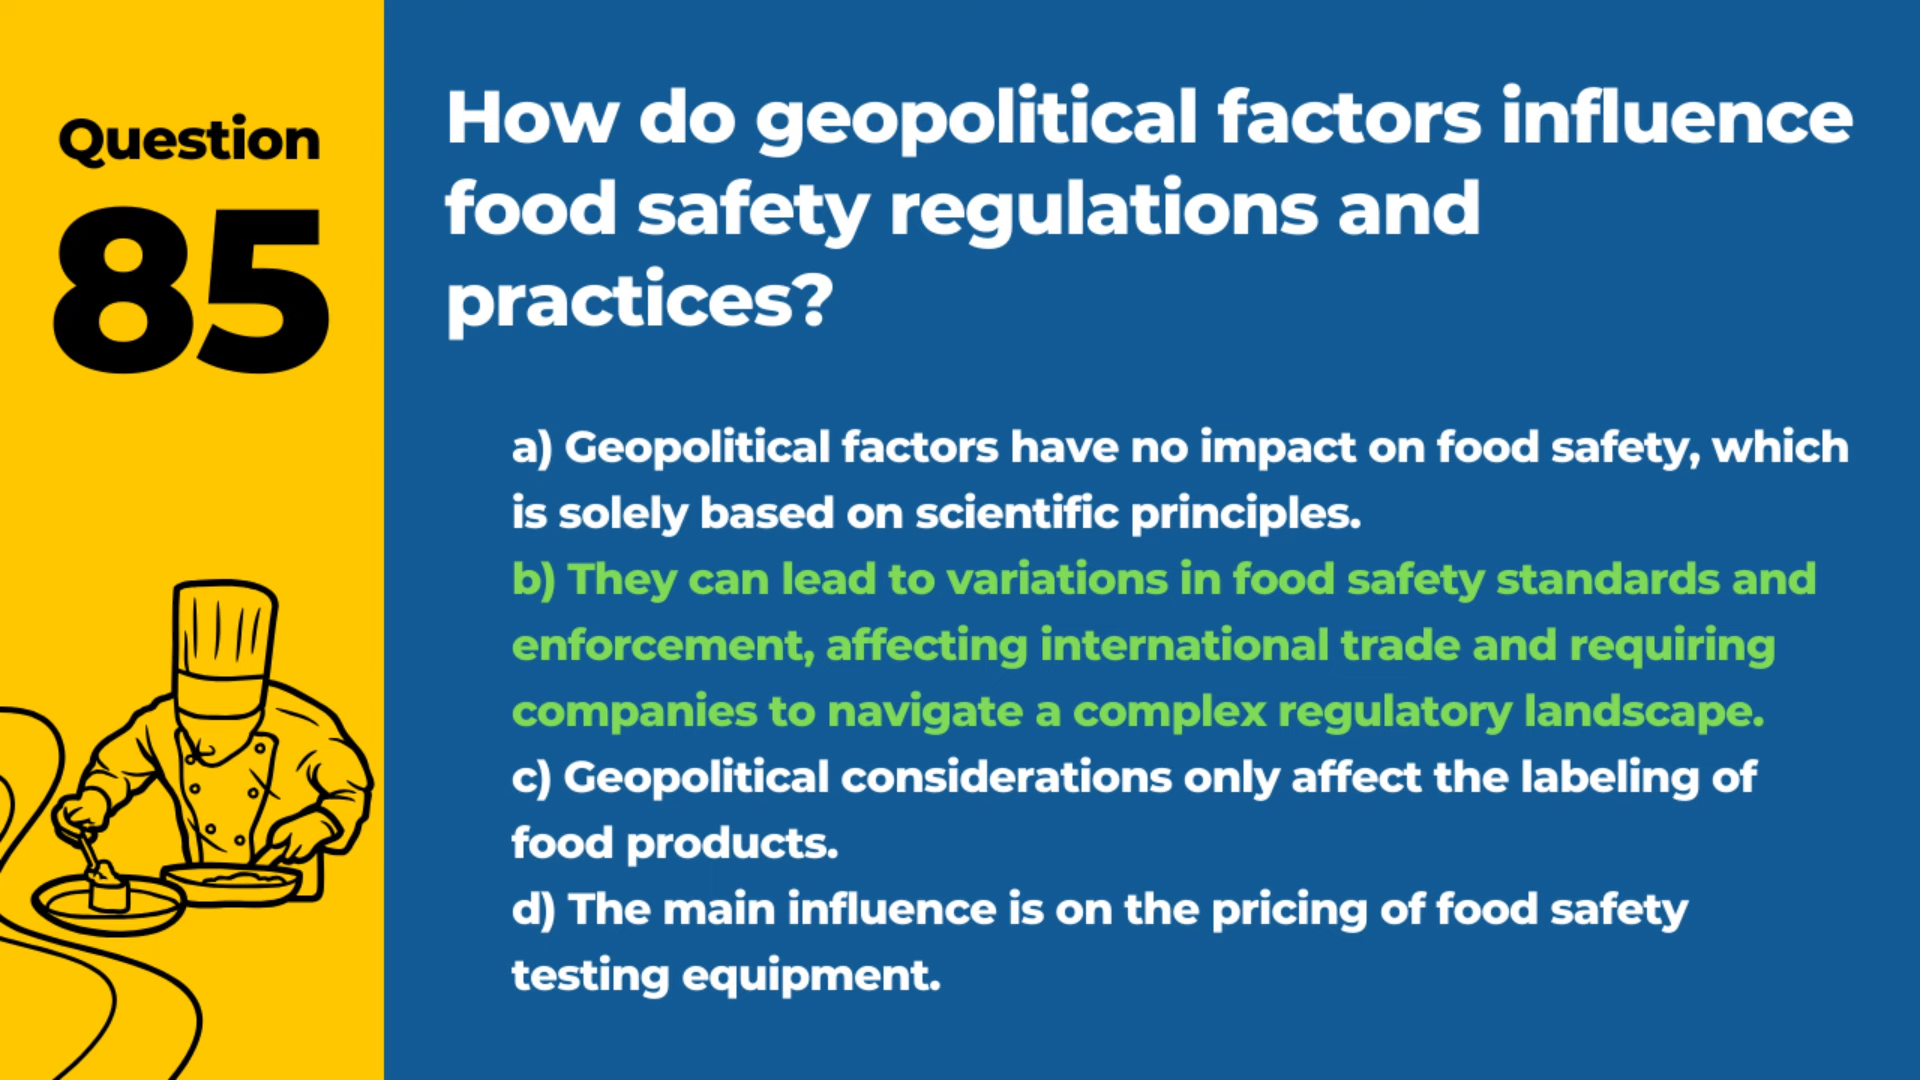 Question
85
How do geopolitical factors influence
food safety regulations and
practices?
a) Geopolitical factors have no impact on food safety, which
is solely based on scientific principles.
b) They can lead to variations in food safety standards and
enforcement, affecting international trade and requiring
companies to navigate a complex regulatory landscape.
c) Geopolitical considerations only affect the labeling of
food products.
d) The main influence is on the pricing of food safety
testing equipment.